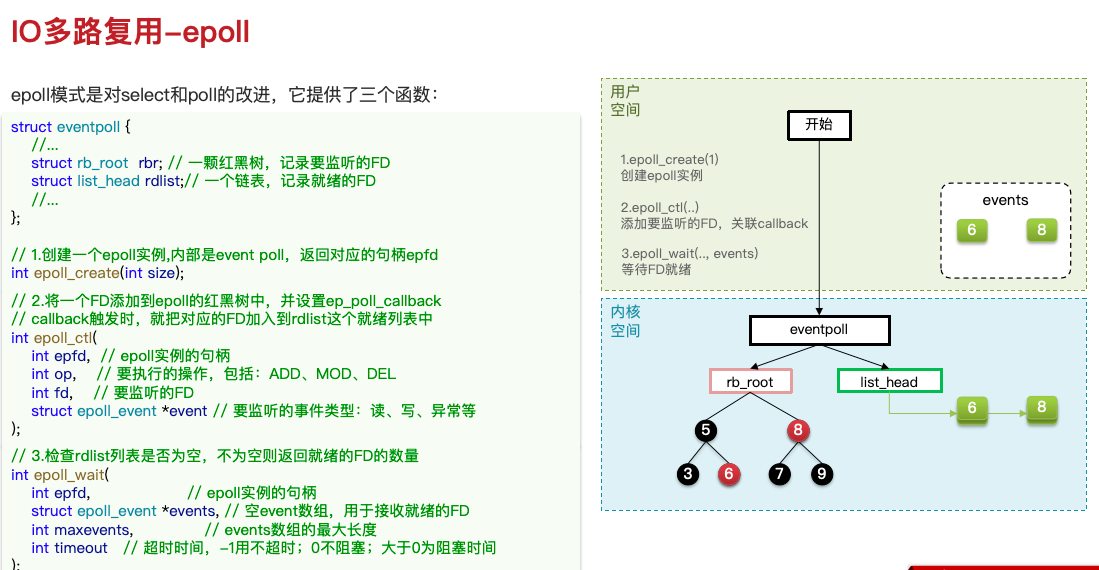 IO多路复用-epoll
epoll模式是对select和poll的改进，它提供了三个函数：
struct eventpoll {
//...
struct rb_root rbr; // 一颗红黑树，记录要监听的FD
struct list_head rdlist;// 一个链表，记录就绪的FD
//...
};
// 1.创建一个epoll实例,内部是event poll，返回对应的句柄epfd
int epoll_create(int size);
// 2.将一个FD添加到epoll的红黑树中，并设置ep_poll_callback
// callback触发时，就把对应的FD加入到rdlist这个就绪列表中
int epoll_ctl(
int epfd, // epoll实例的句柄
int op, // 要执行的操作，包括：ADD、MOD、DEL
int fd, // 要监听的FD
struct epoll_event *event // 要监听的事件类型：读、写、异常等
);
// 3.检查rdlist列表是否为空，不为空则返回就绪的FD的数量
int epoll_wait(
int epfd, // epoll实例的句柄
struct epoll_event *events, // 空event数组，用于接收就绪的FD
int maxevents, // events数组的最大长度
int timeout // 超时时间，-1用不超时；0不阻塞；大于0为阻塞时间
);
用户
空间
开始
1.epoll_create(1)
创建epoll实例
2.epoll_ctl(..)
添加要监听的FD，关联callback
3.epoll_wait(.., events)
等待FD就绪
events
6 8
内核
空间
eventpoll
rb_root list_head
6 8
5 8
3 6 7 9